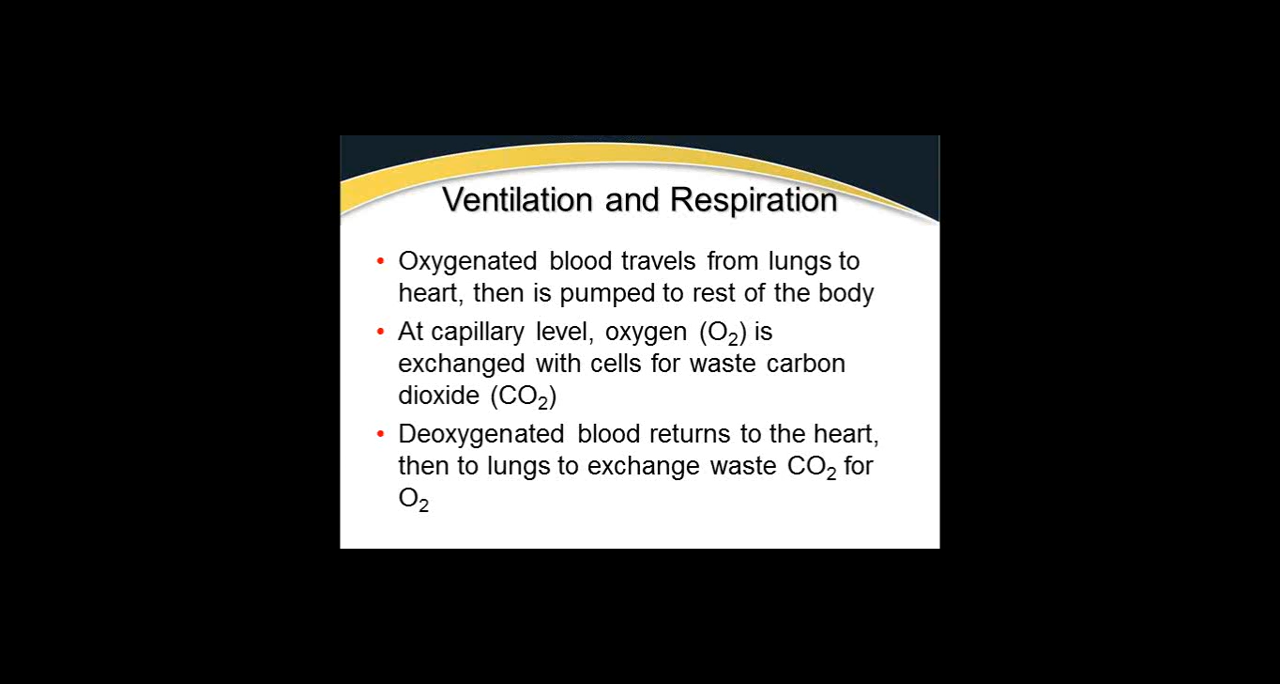 Ventilation and Respiration
• Oxygenated blood travels from lungs to
heart, then is pumped to rest of the body
• At capillary level, oxygen (O₂) is
exchanged with cells for waste carbon
dioxide (CO₂)
• Deoxygenated blood returns to the heart,
then to lungs to exchange waste CO₂ for
O₂